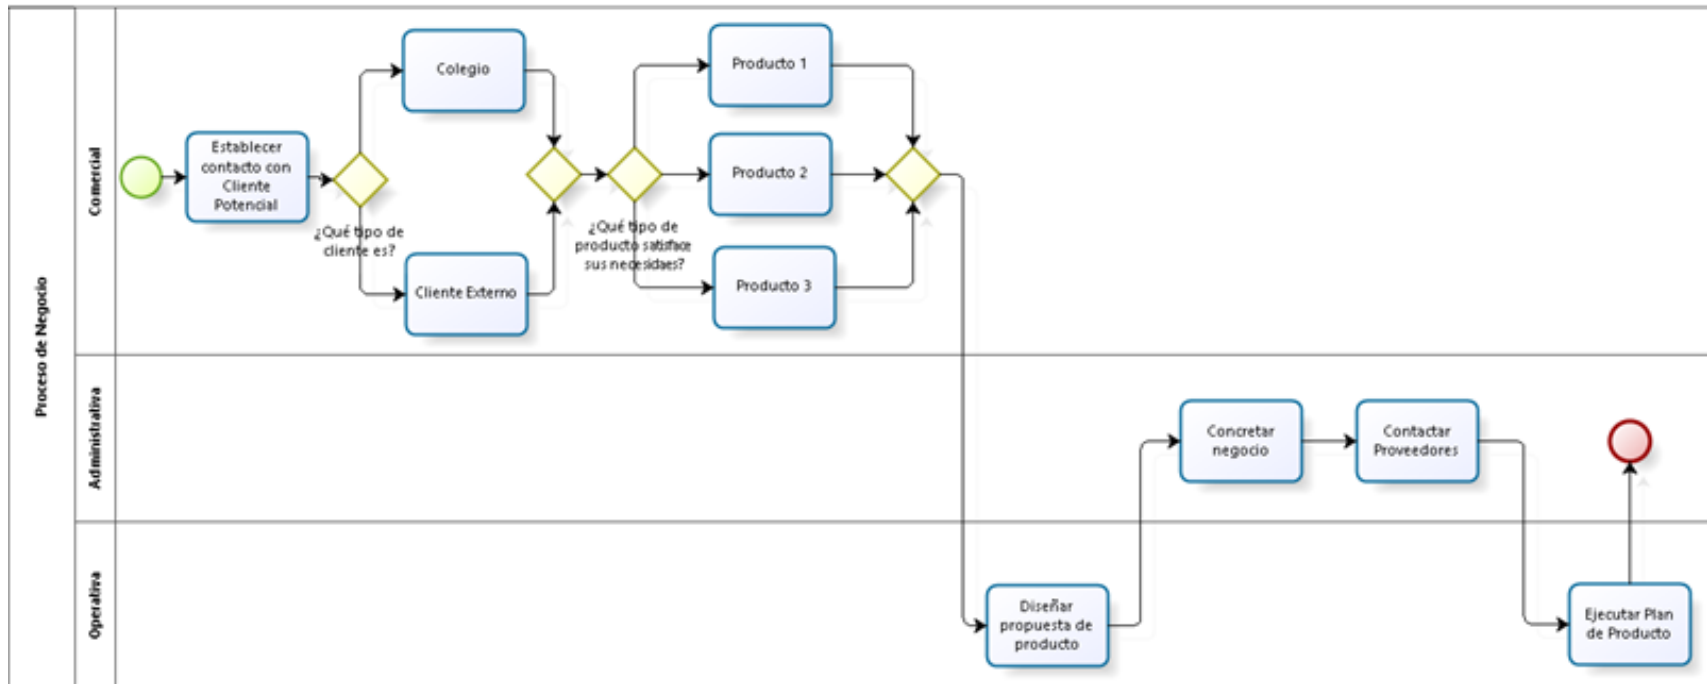 Proceso de Negocio
Comercial
Establecer
contacto con
Cliente
Potencial
¿Qué tipo de
cliente es?
Colegio
Cliente Externo
¿Qué tipo de
producto satisface
sus necesidaes?
Producto 1
Producto 2
Producto 3
Administrativa
Concretar
negocio
Contactar
Proveedores
Operativa
Diseñar
propuesta de
producto
Ejecutar Plan
de Producto